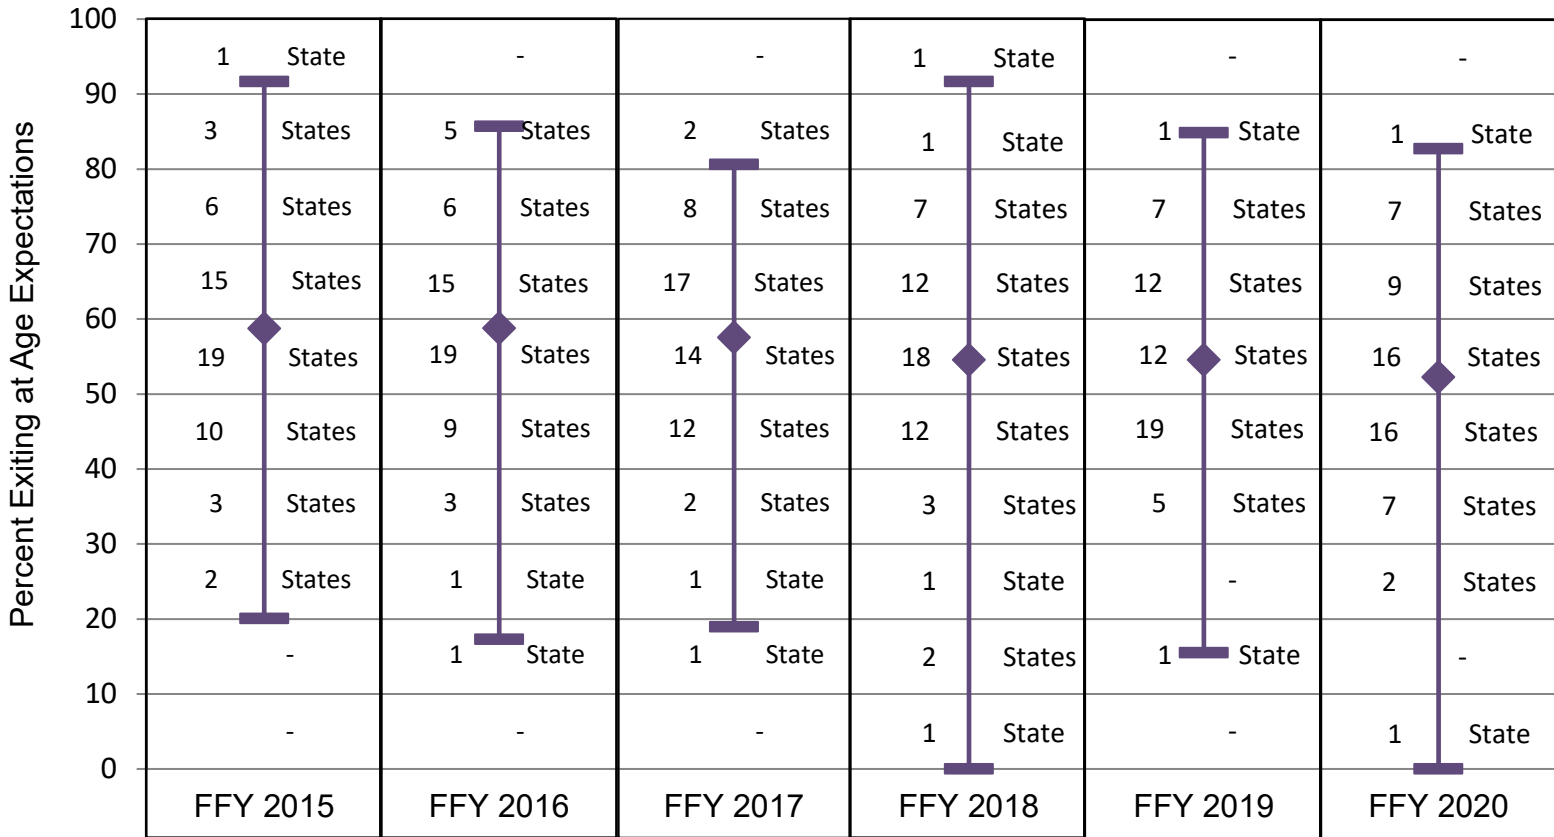 Percent Exiting at Age Expectations
100
1 State - - 1 State - -
90
3 States 5 States 2 States 1 State 1 State 1 State
80
6 States 6 States 8 States 7 States 7 States 7 States
70
15 States 15 States 17 States 12 States 12 States 9 States
60
19 States 19 States 14 States 18 States 12 States 16 States
50
10 States 9 States 12 States 12 States 19 States 16 States
40
3 States 3 States 2 States 3 States 5 States 7 States
30
2 States 1 State 1 State 1 State - 2 States
20
- 1 State 1 State 2 States 1 State -
10
- - - 1 State - 1 State
0
FFY 2015 FFY 2016 FFY 2017 FFY 2018 FFY 2019 FFY 2020